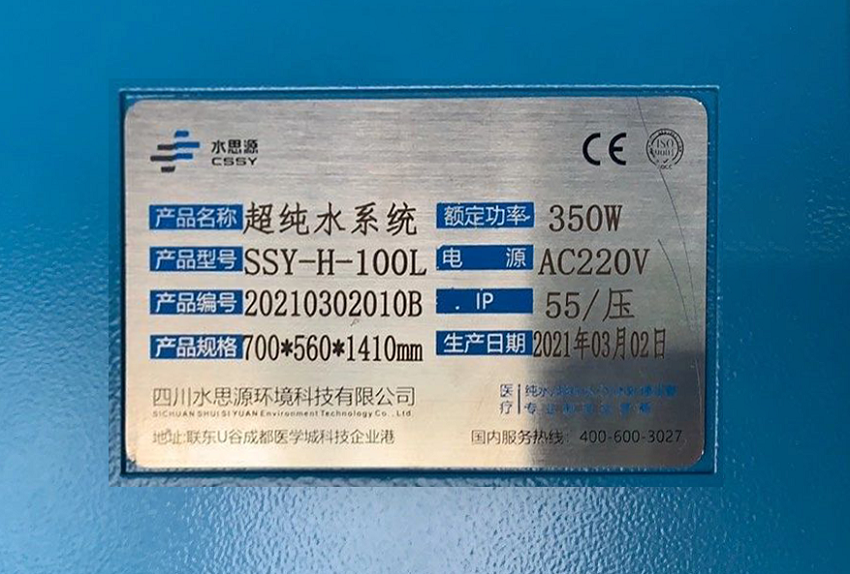 水思源
CSSY
CE
ISO
9001
产品名称 超纯水系统 额定功率 350W
产品型号 SSY-H-100L 电 源 AC220V
产品编号 20210302010B . IP 55/压
产品规格 700*560*1410mm 生产日期 2021年03月02日
四川水思源环境科技有限公司
SICHUAN SHUISIYUAN Environment Technology Co., Ltd.
医疗
地址:联东U谷成都医学城科技企业港
国内服务热线: 400-600-3027